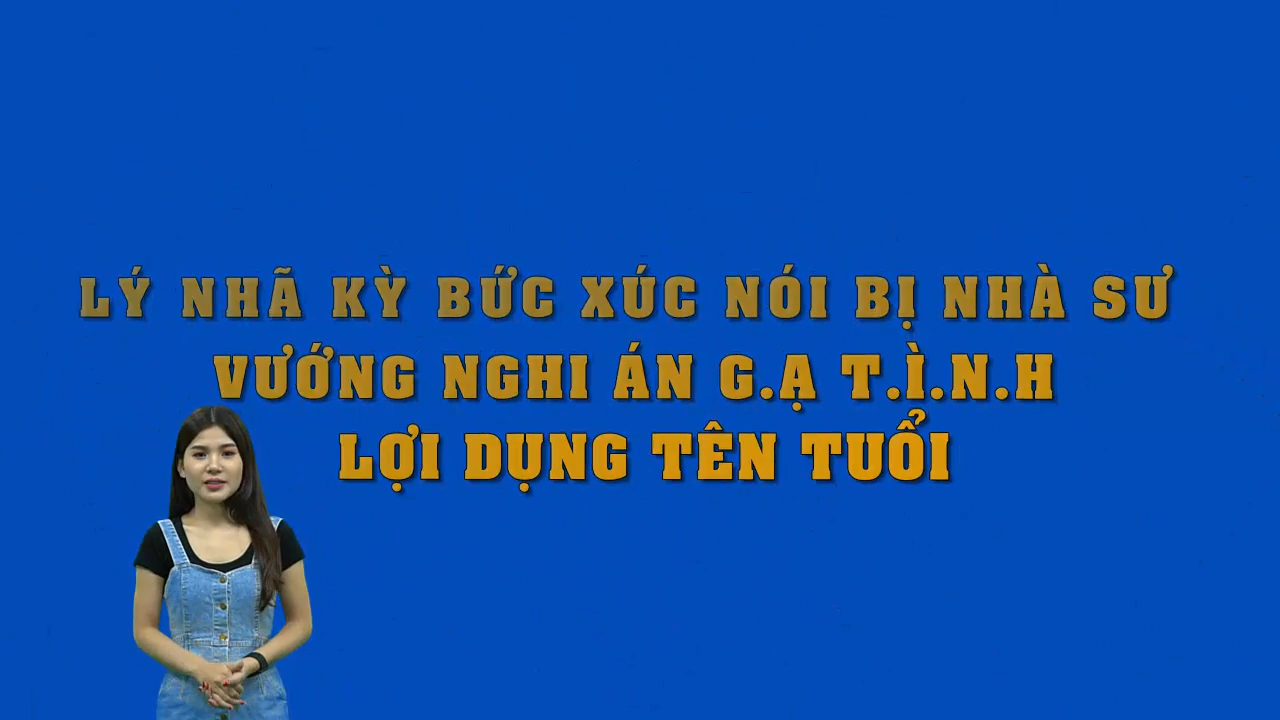 LÝ NHÃ KỲ BỨC XÚC NÓI BỊ NHÀ SƯ
VƯỚNG NGHI ÁN G.Ạ T.Ì.N.H
LỢI DỤNG TÊN TUỔI